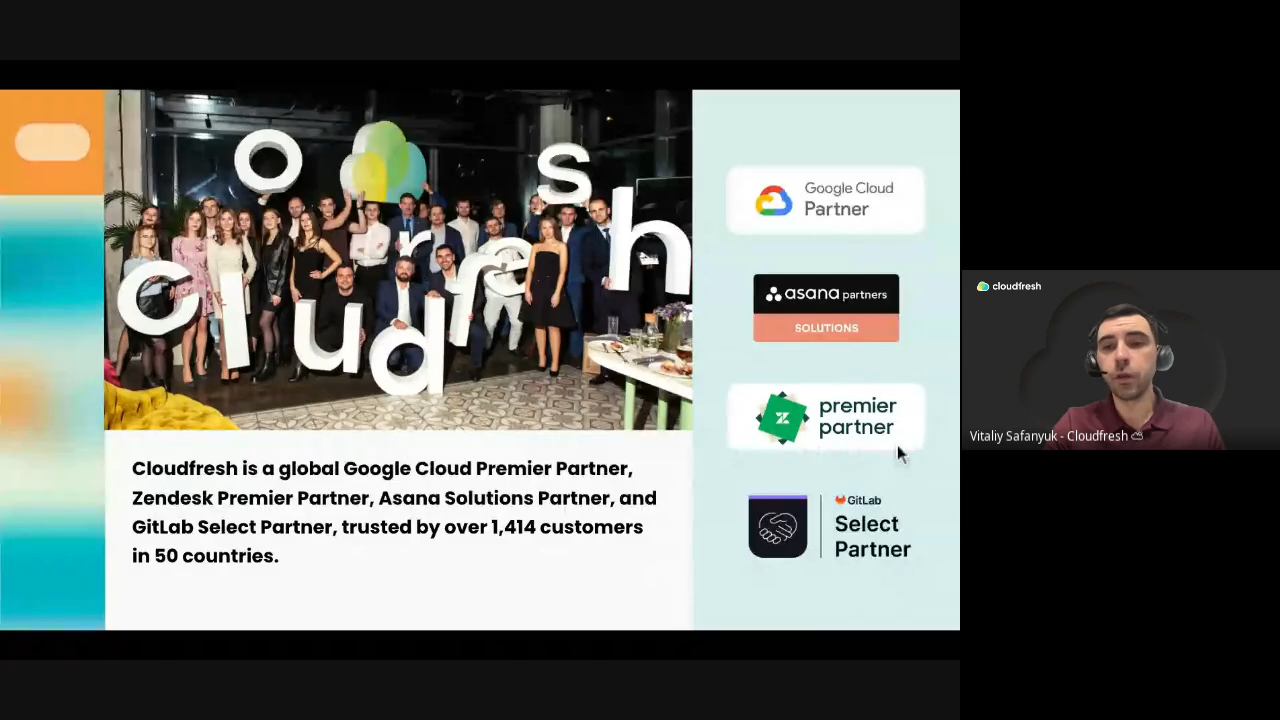 cloudfresh
Google Cloud
Partner
asana partners
SOLUTIONS
premier
partner
GitLab
Select
Partner
Cloudfresh is a global Google Cloud Premier Partner,
Zendesk Premier Partner, Asana Solutions Partner, and
GitLab Select Partner, trusted by over 1,414 customers
in 50 countries.
cloudfresh
Vitaliy Safanyuk - Cloudfresh